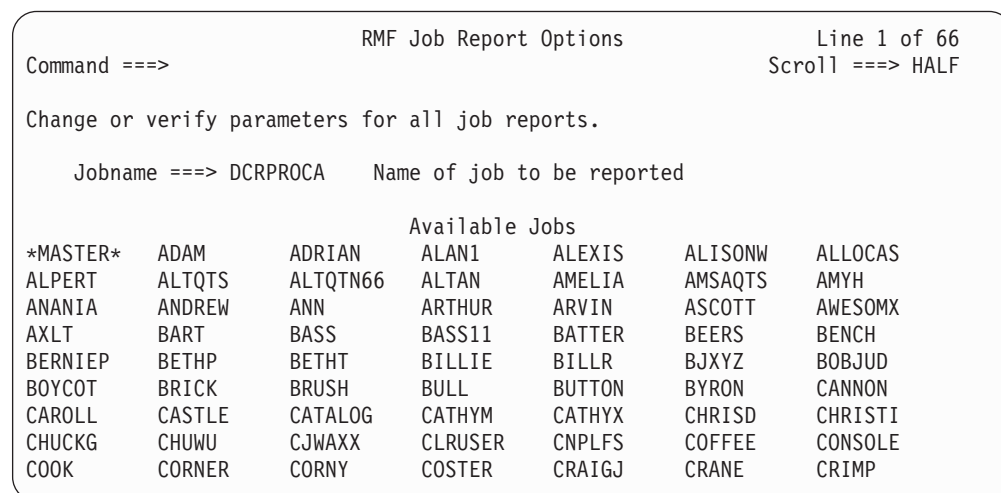 RMF Job Report Options Line 1 of 66
Command ===> Scroll ===> HALF
Change or verify parameters for all job reports.
Jobname ===> DCRPROCA Name of job to be reported
Available Jobs
*MASTER* ADAM ADRIAN ALAN1 ALEXIS ALISONW ALLOCAS
ALPERT ALTQTS ALTQTN66 ALTAN AMELIA AMSAQTS AMYH
ANANIA ANDREW ANN ARTHUR ARVIN ASCOTT AWESOMX
AXLT BART BASS BASS11 BATTER BEERS BENCH
BERNIEP BETHP BETHT BILLIE BILLR BJXYZ BOBJUD
BOYCOT BRICK BRUSH BULL BUTTON BYRON CANNON
CAROLL CASTLE CATALOG CATHYM CATHYX CHRISD CHRISTI
CHUCKG CHUWU CJWAXX CLRUSER CNPLFS COFFEE CONSOLE
COOK CORNER CORNY COSTER CRAIGJ CRANE CRIMP